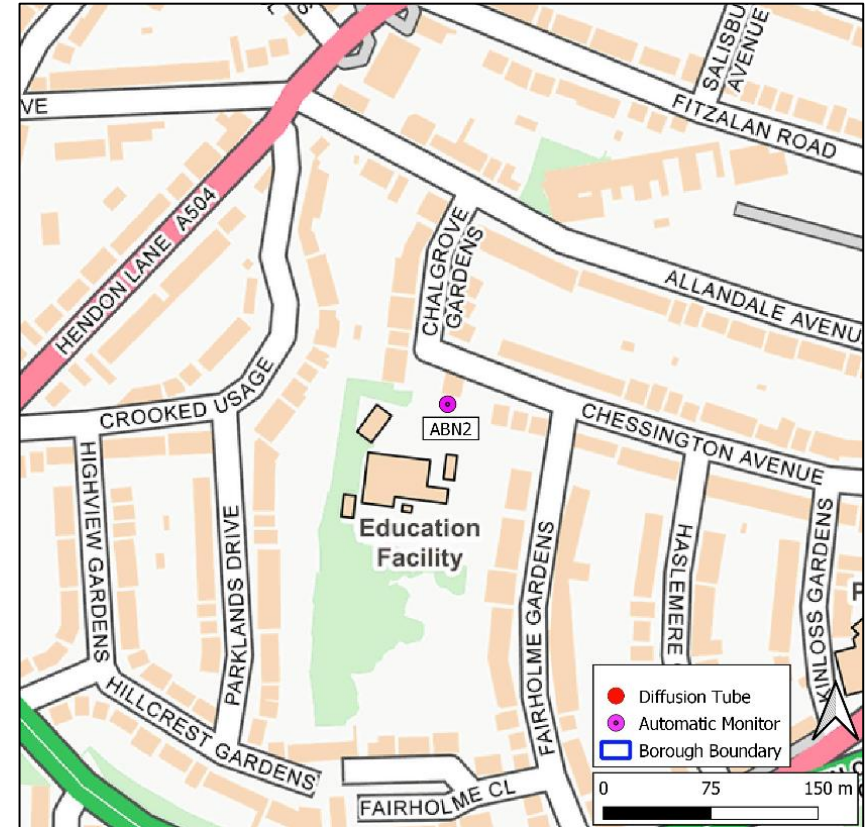 SALISBU
AVENUE
FITZALAN ROAD
VE
HENDON LANE A504
CHALGROVE
GARDENS
ALLANDALE AVENU
CROOKED USAGE
ABN2
CHESSINGTON AVENUE
HIGHVIEW GARDENS
PARKLANDS DRIVE
Education
Facility
FAIRHOLME GARDENS
HASLEMERE
KINLOSS GARDENS
HILLCREST GARDENS
FAIRHOLME CL
Diffusion Tube
Automatic Monitor
Borough Boundary
0 75 150 m